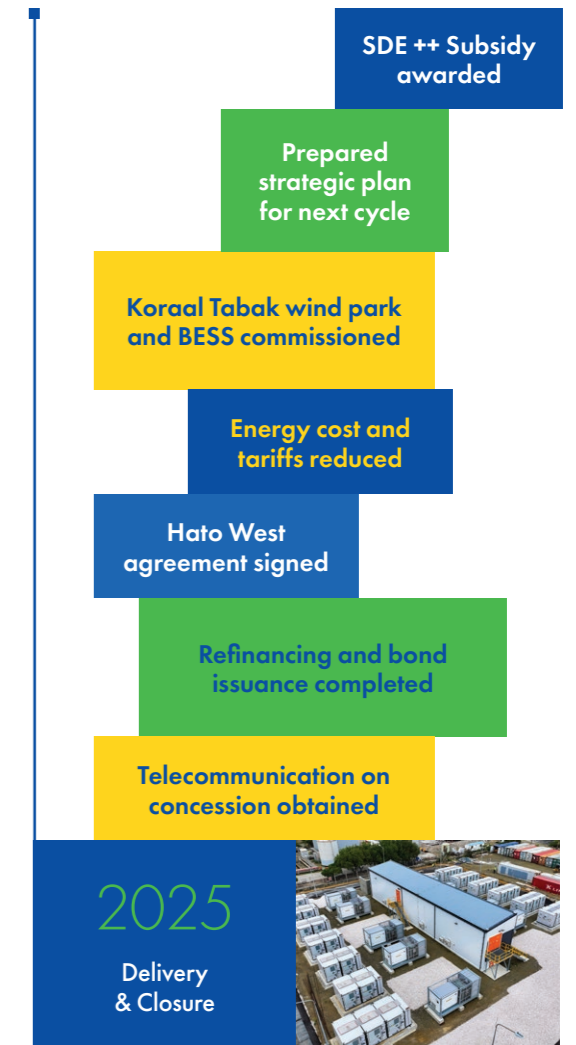 SDE ++ Subsidy
awarded
Prepared
strategic plan
for next cycle
Koraal Tabak wind park
and BESS commissioned
Energy cost and
tariffs reduced
Hato West
agreement signed
Refinancing and bond
issuance completed
Telecommunication on
concession obtained
2025
Delivery
& Closure